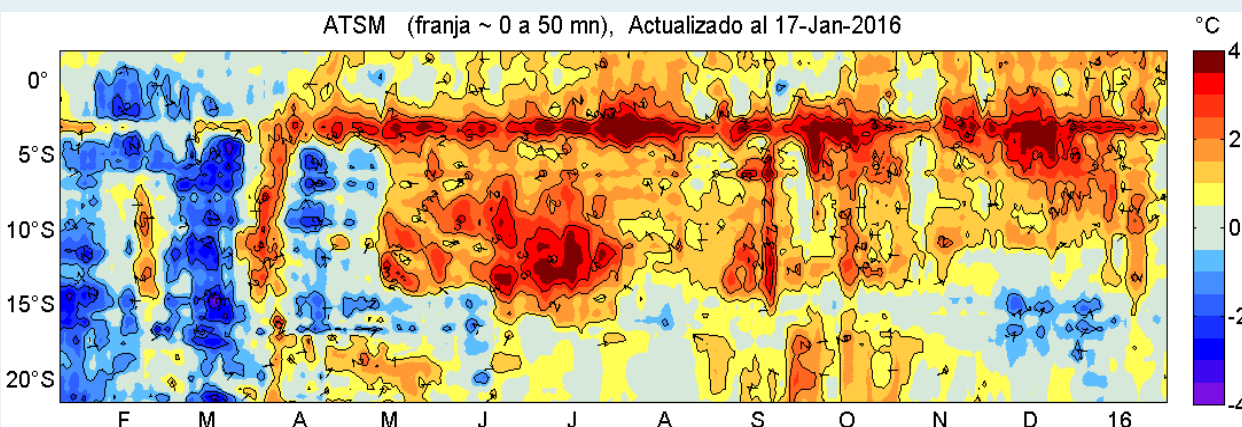 ATSM (franja ~ 0 a 50 mn), Actualizado al 17-Jan-2016
°C
0°
5°S
10°S
15°S
20°S
4
2
0
-2
-4
F M A M J J A S O N D 16